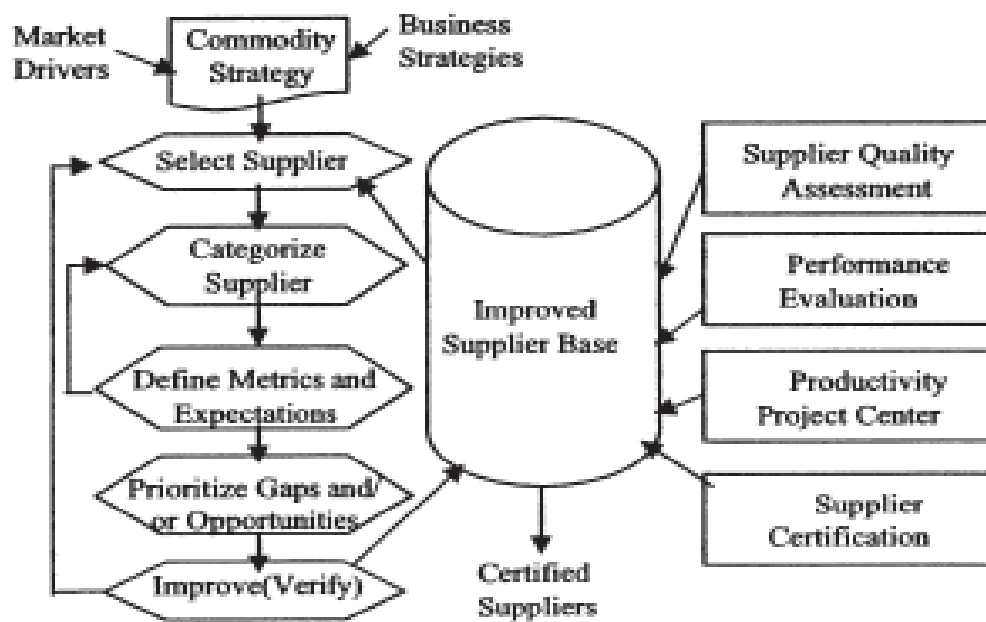 Market
Drivers
Commodity
Strategy
Business
Strategies
Select Supplier
Categorize
Supplier
Define Metrics and
Expectations
Prioritize Gaps and/
or Opportunities
Improve(Verify)
Improved
Supplier Base
Certified
Suppliers
Supplier Quality
Assessment
Performance
Evaluation
Productivity
Project Center
Supplier
Certification